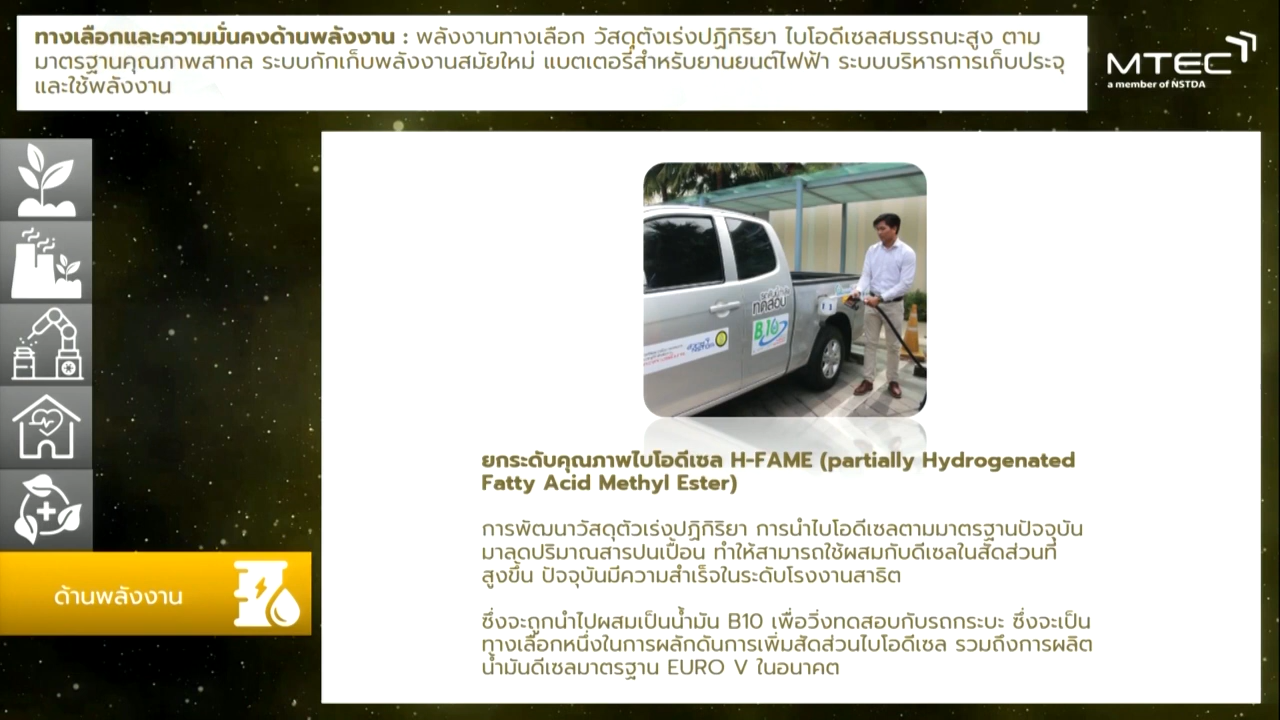 ทางเลือกและความมั่นคงด้านพลังงาน : พลังงานทางเลือก วัสดุตังเร่งปฏิกิริยา ไบโอดีเซลสมรรถนะสูง ตาม
มาตรฐานคุณภาพสากล ระบบกักเก็บพลังงานสมัยใหม่ แบตเตอรี่สำหรับยานยนต์ไฟฟ้า ระบบบริหารการเก็บประจุ
และใช้พลังงาน
MTEC
a member of NSTDA
ทดสอบ
B10
ยกระดับคุณภาพไบโอดีเซล H-FAME (partially Hydrogenated
Fatty Acid Methyl Ester)
การพัฒนาวัสดุตัวเร่งปฏิกิริยา การนำไบโอดีเซลตามมาตรฐานปัจจุบัน
มาลดปริมาณสารปนเปื้อน ทำให้สามารถใช้ผสมกับดีเซลในสัดส่วนที่
สูงขึ้น ปัจจุบันมีความสำเร็จในระดับโรงงานสาธิต
ด้านพลังงาน
ซึ่งจะถูกนำไปผสมเป็นน้ำมัน B10 เพื่อวิ่งทดสอบกับรถกระบะ ซึ่งจะเป็น
ทางเลือกหนึ่งในการผลักดันการเพิ่มสัดส่วนไบโอดีเซล รวมถึงการผลิต
น้ำมันดีเซลมาตรฐาน EURO V ในอนาคต